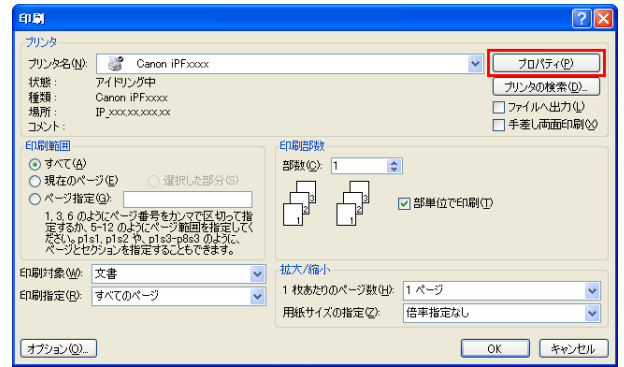 印刷
プリンタ
プリンタ名(N):
Canon iPFxxxx
プロパティ(P)
状態:
アイドリング中
プリンタの検索(D)...
種類:
Canon iPFxxxx
場所:
IP_xxx,xxx,xxx,xx
ファイルへ出力(L)
コメント:
手差し両面印刷(X)
印刷範囲
すべて(A)
現在のページ(E)
選択した部分(S)
ページ指定(G):
1, 3, 6 のようにページ番号をカンマで区切って指
定するか、5-12 のようにページ範囲を指定してく
ださい。p1s1, p1s2 や、p1s3-p8s3 のように、
ページとセクションを指定することもできます。
印刷部数
部数(C):
1
3
2
1
3
2
1
部単位で印刷(T)
印刷対象(W):
文書
印刷指定(R):
すべてのページ
拡大/縮小
1 枚あたりのページ数(H):
1 ページ
用紙サイズの指定(Z):
倍率指定なし
オプション(O)...
OK
キャンセル